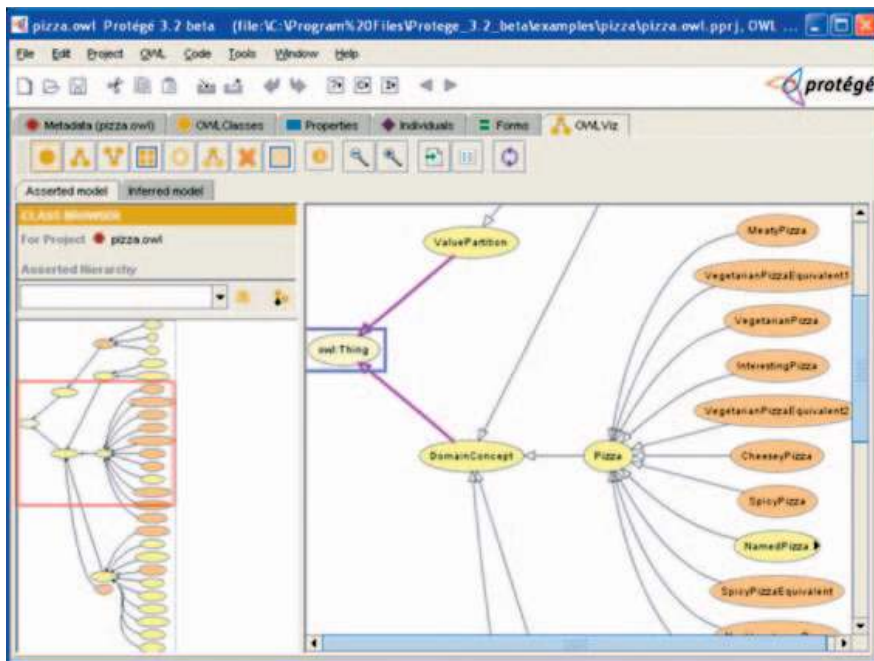 pizza.owl Protégé 3.2 beta (file:\C:\Program%20Files\Protege_3.2_beta\examples\pizza\pizza.owl.pprj, OWL ...
File Edit Project OWL Code Tools Window Help
protégé
Metadata (pizza.owl) OWLClasses Properties Individuals Forms OWLViz
Asserted model Inferred model
CLASS BROWSER
For Project pizza.owl
Asserted Hierarchy
ValuePartition
owl:Thing
DomainConcept
Pizza
MeatyPizza
VegetarianPizzaEquivalent1
VegetarianPizza
InterestingPizza
VegetarianPizzaEquivalent2
CheeseyPizza
SpicyPizza
NamedPizza
SpicyPizzaEquivalent